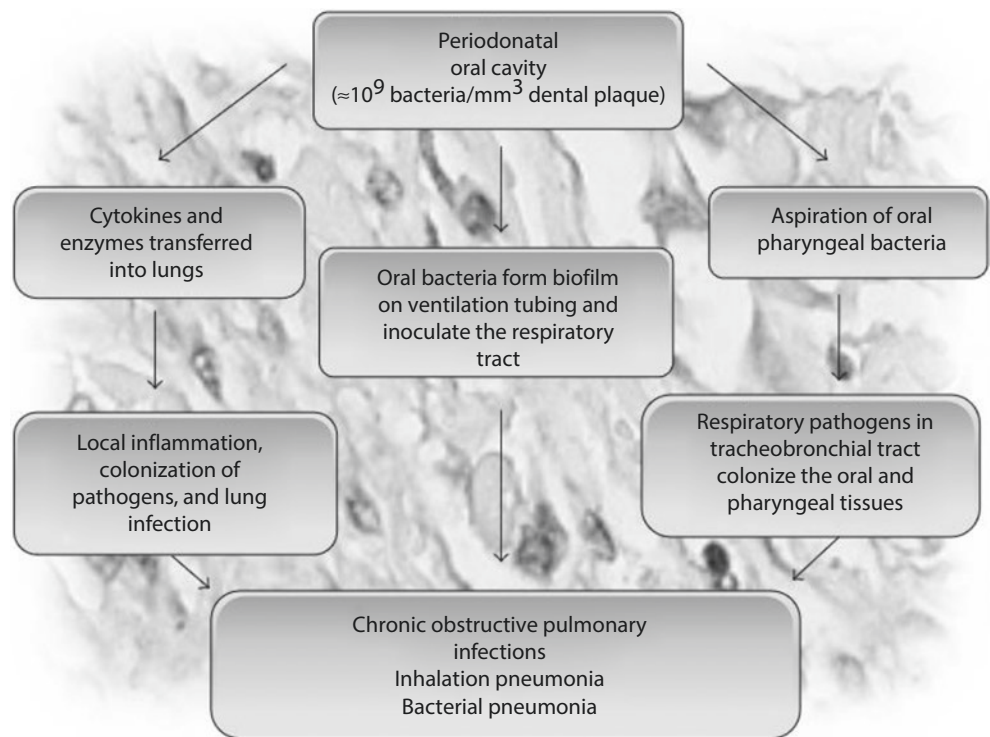 Periodonatal
oral cavity
(≈10⁹ bacteria/mm³ dental plaque)
Cytokines and
enzymes transferred
into lungs
Oral bacteria form biofilm
on ventilation tubing and
inoculate the respiratory
tract
Aspiration of oral
pharyngeal bacteria
Local inflammation,
colonization of
pathogens, and lung
infection
Respiratory pathogens in
tracheobronchial tract
colonize the oral and
pharyngeal tissues
Chronic obstructive pulmonary
infections
Inhalation pneumonia
Bacterial pneumonia